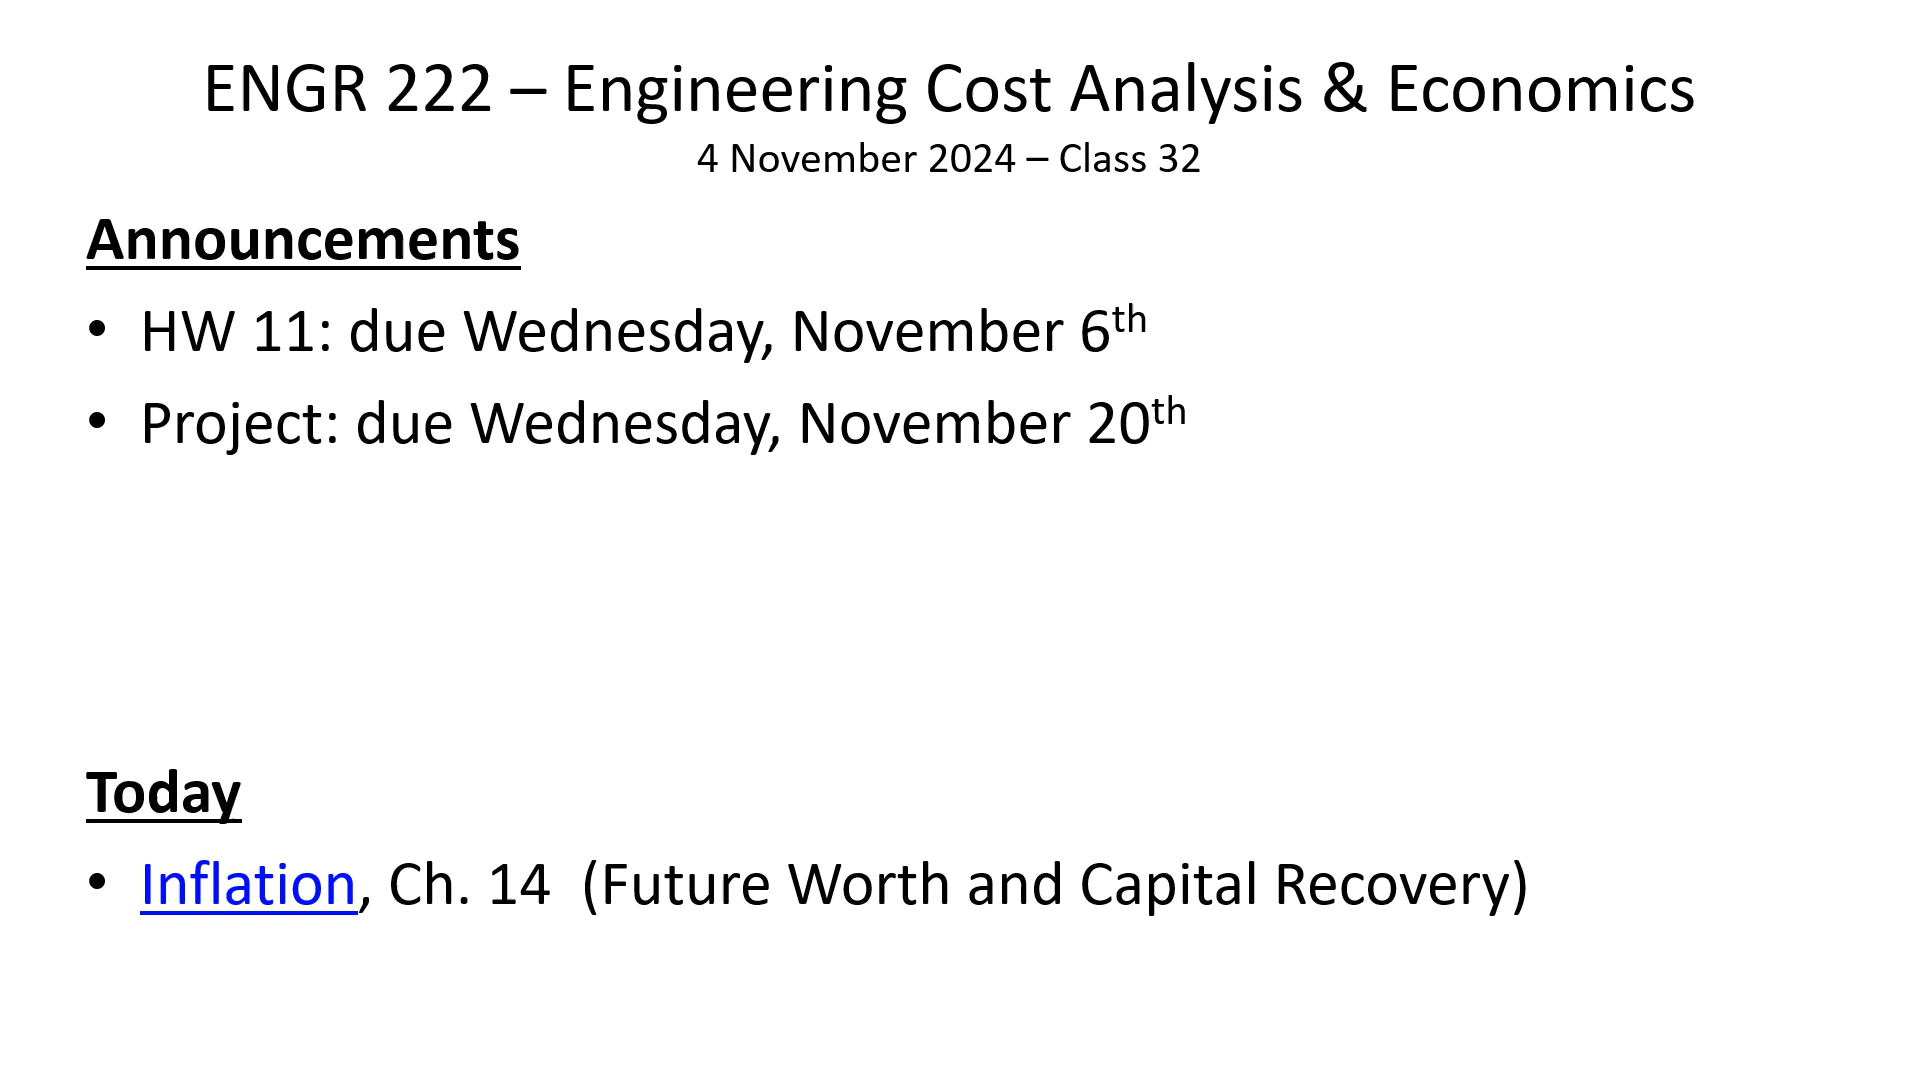 ENGR 222 – Engineering Cost Analysis & Economics
4 November 2024 – Class 32
Announcements
• HW 11: due Wednesday, November 6th
• Project: due Wednesday, November 20th
Today
• Inflation, Ch. 14  (Future Worth and Capital Recovery)